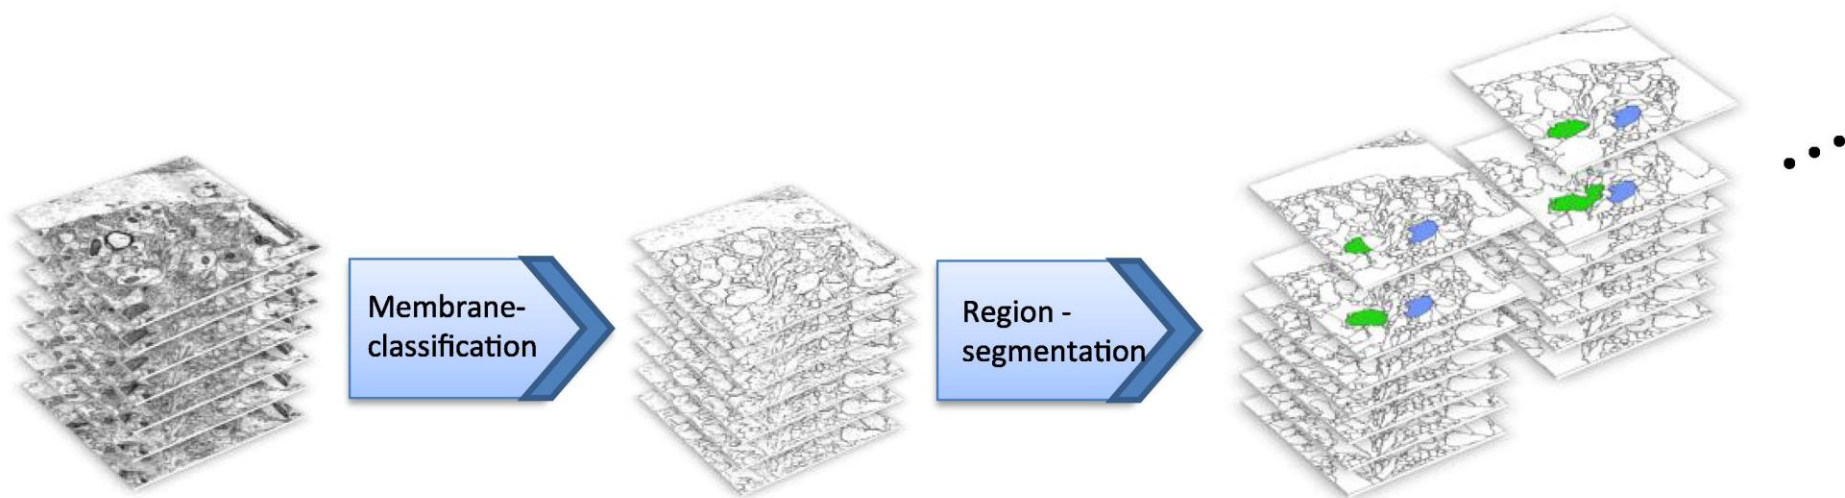 Membrane-
classification
Region -
segmentation